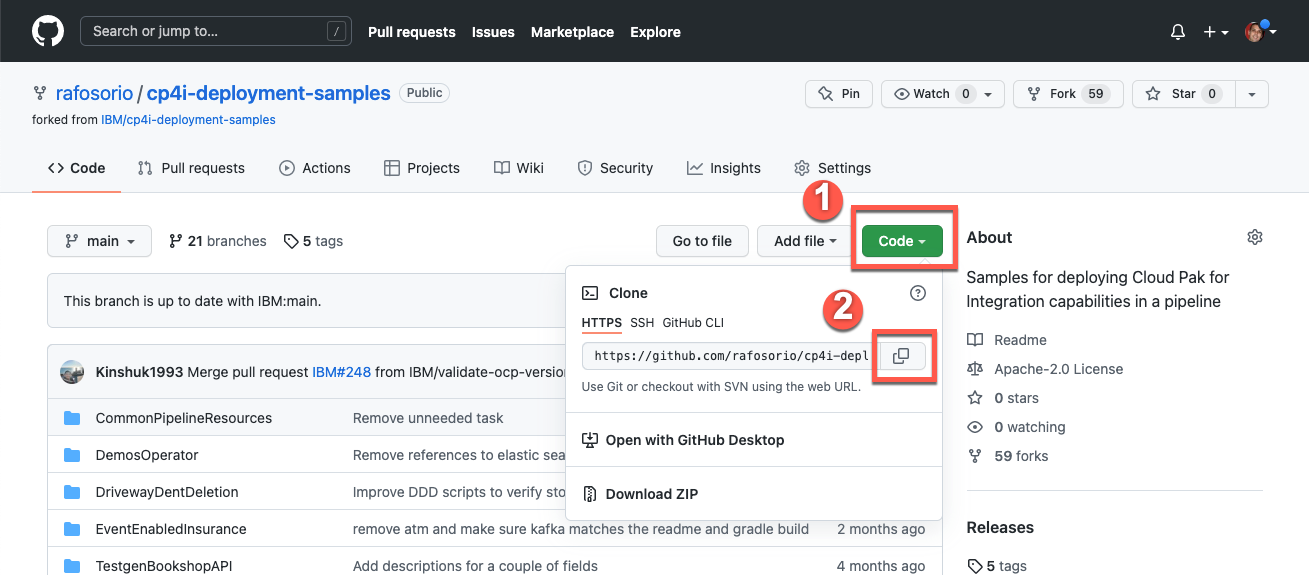 Search or jump to... / Pull requests Issues Marketplace Explore
rafosorio / cp4i-deployment-samples Public Pin Watch 0 Fork 59 Star 0
forked from IBM/cp4i-deployment-samples
Code Pull requests Actions Projects Wiki Security Insights Settings
1
main 21 branches 5 tags Go to file Add file Code
About
This branch is up to date with IBM:main.
Clone
HTTPS SSH GitHub CLI
2
https://github.com/rafosorio/cp4i-depl
Use Git or checkout with SVN using the web URL.
Open with GitHub Desktop
Download ZIP
Samples for deploying Cloud Pak for
Integration capabilities in a pipeline
Readme
Apache-2.0 License
0 stars
0 watching
59 forks
Releases
5 tags
Kinshuk1993 Merge pull request IBM#248 from IBM/validate-ocp-version
CommonPipelineResources Remove unneeded task
DemosOperator Remove references to elastic sea
DrivewayDentDeletion Improve DDD scripts to verify sto
EventEnabledInsurance remove atm and make sure kafka matches the readme and gradle build 2 months ago
TestgenBookshopAPI Add descriptions for a couple of fields 4 months ago